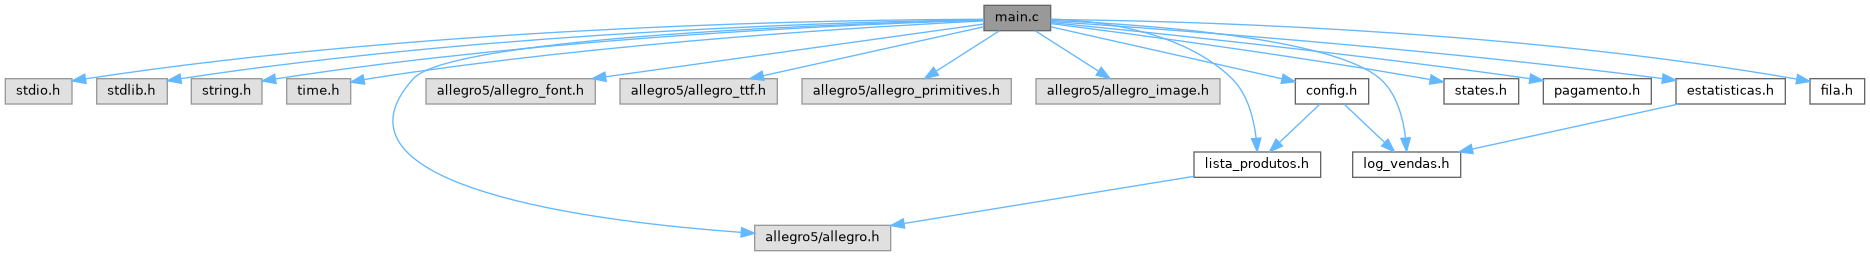 main.c
stdio.h
stdlib.h
string.h
time.h
allegro5/allegro_font.h
allegro5/allegro_ttf.h
allegro5/allegro_primitives.h
allegro5/allegro_image.h
config.h
states.h
pagamento.h
estatisticas.h
fila.h
lista_produtos.h
log_vendas.h
allegro5/allegro.h